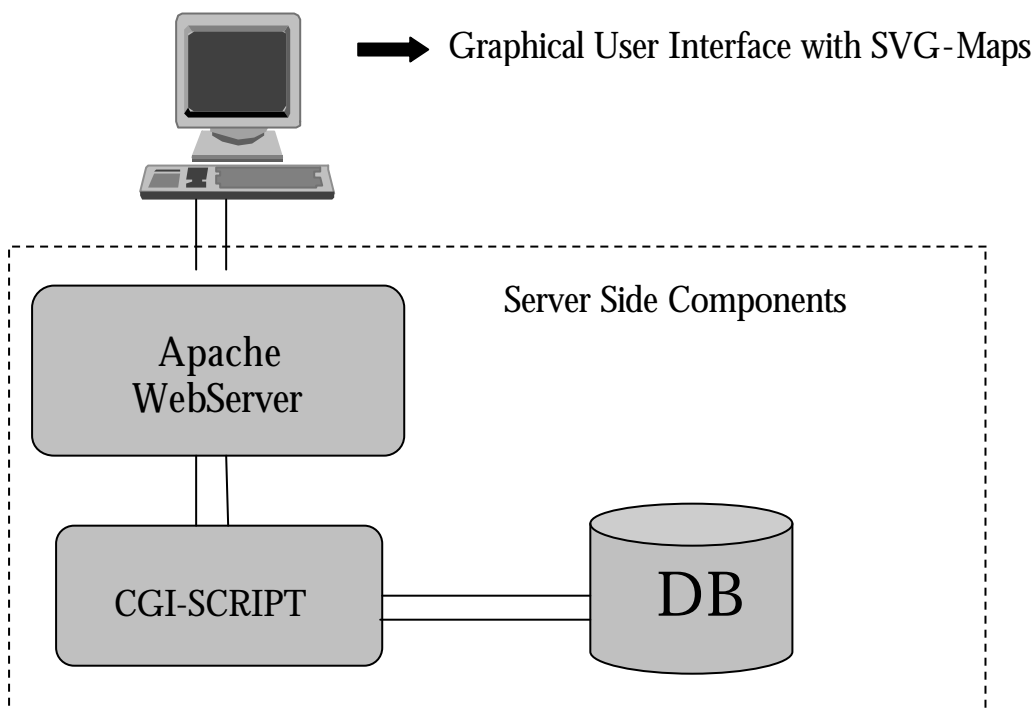 Graphical User Interface with SVG-Maps
Server Side Components
Apache
WebServer
CGI-SCRIPT
DB